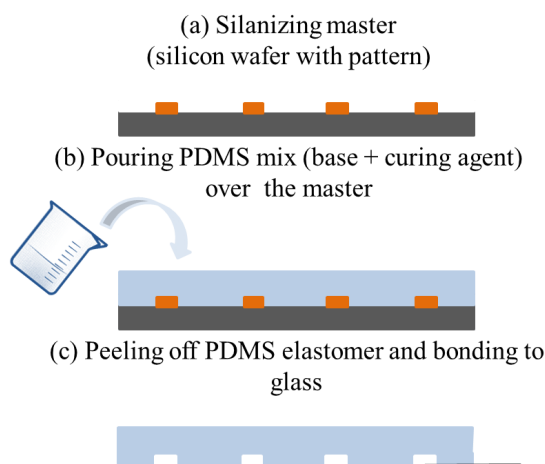 (a) Silanizing master
(silicon wafer with pattern)
(b) Pouring PDMS mix (base + curing agent)
over the master
(c) Peeling off PDMS elastomer and bonding to
glass